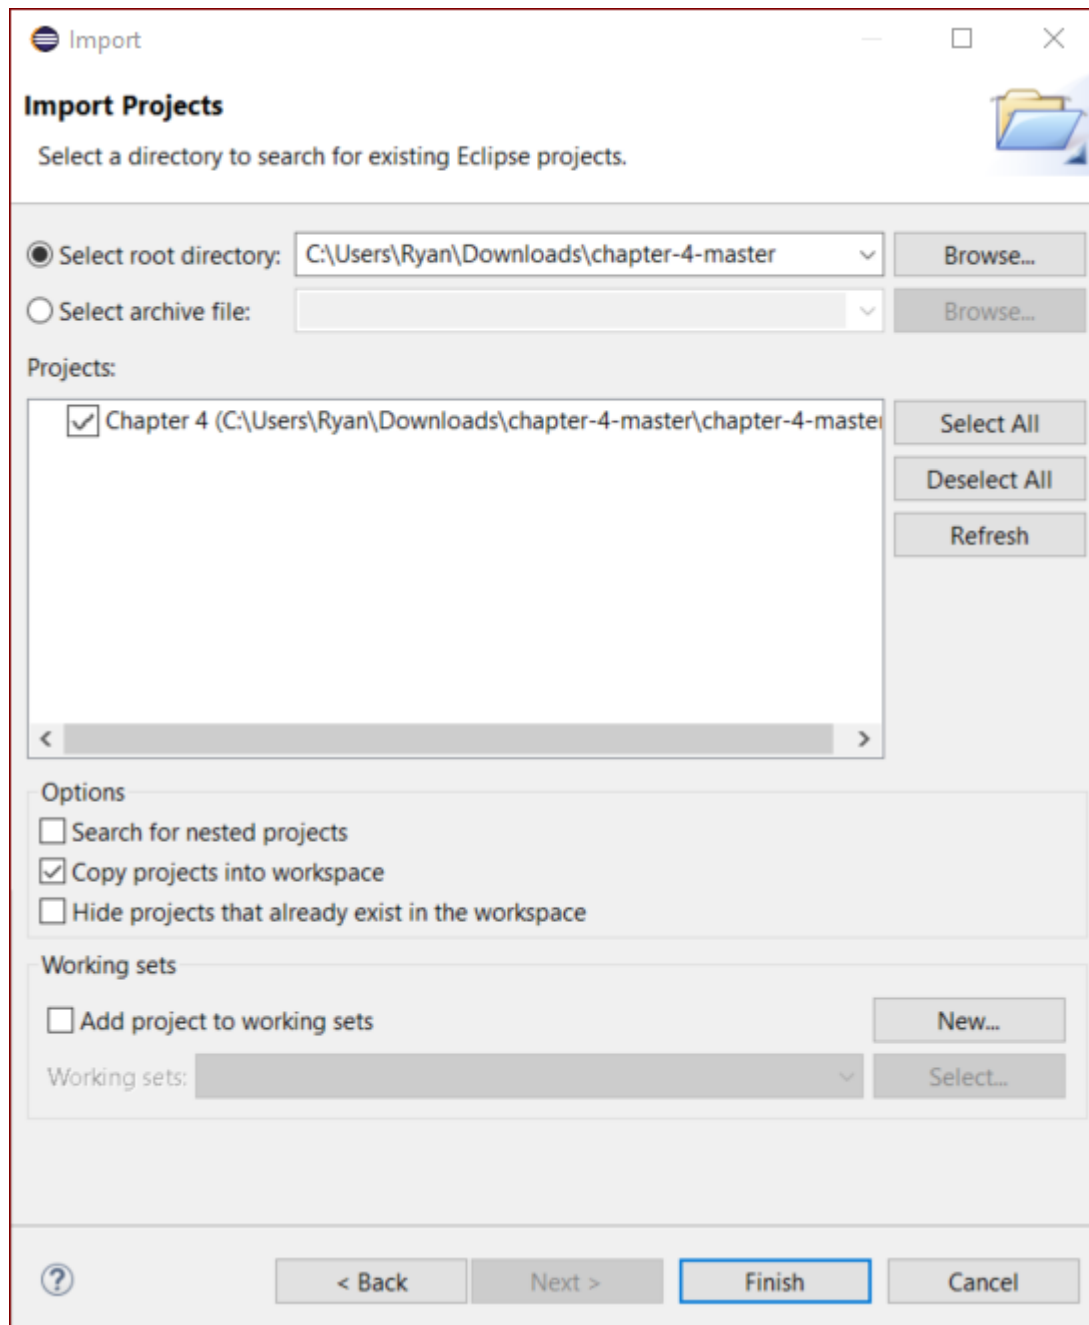 Import
Import Projects
Select a directory to search for existing Eclipse projects.
Select root directory: C:\Users\Ryan\Downloads\chapter-4-master Browse...
Select archive file: Browse...
Projects:
Chapter 4 (C:\Users\Ryan\Downloads\chapter-4-master\chapter-4-master Select All
Deselect All
Refresh
Options
Search for nested projects
Copy projects into workspace
Hide projects that already exist in the workspace
Working sets
Add project to working sets New...
Working sets: Select...
? < Back Next > Finish Cancel